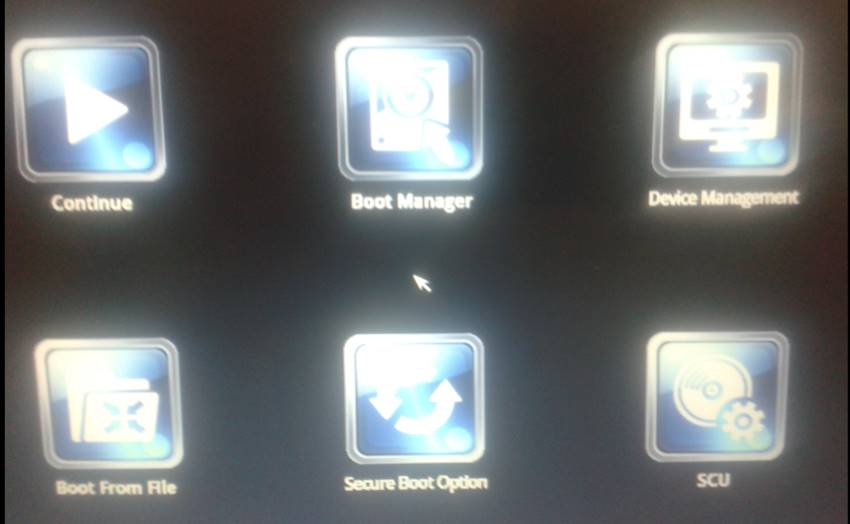 Continue
Boot Manager
Device Management
Boot From File
Secure Boot Option
SCU